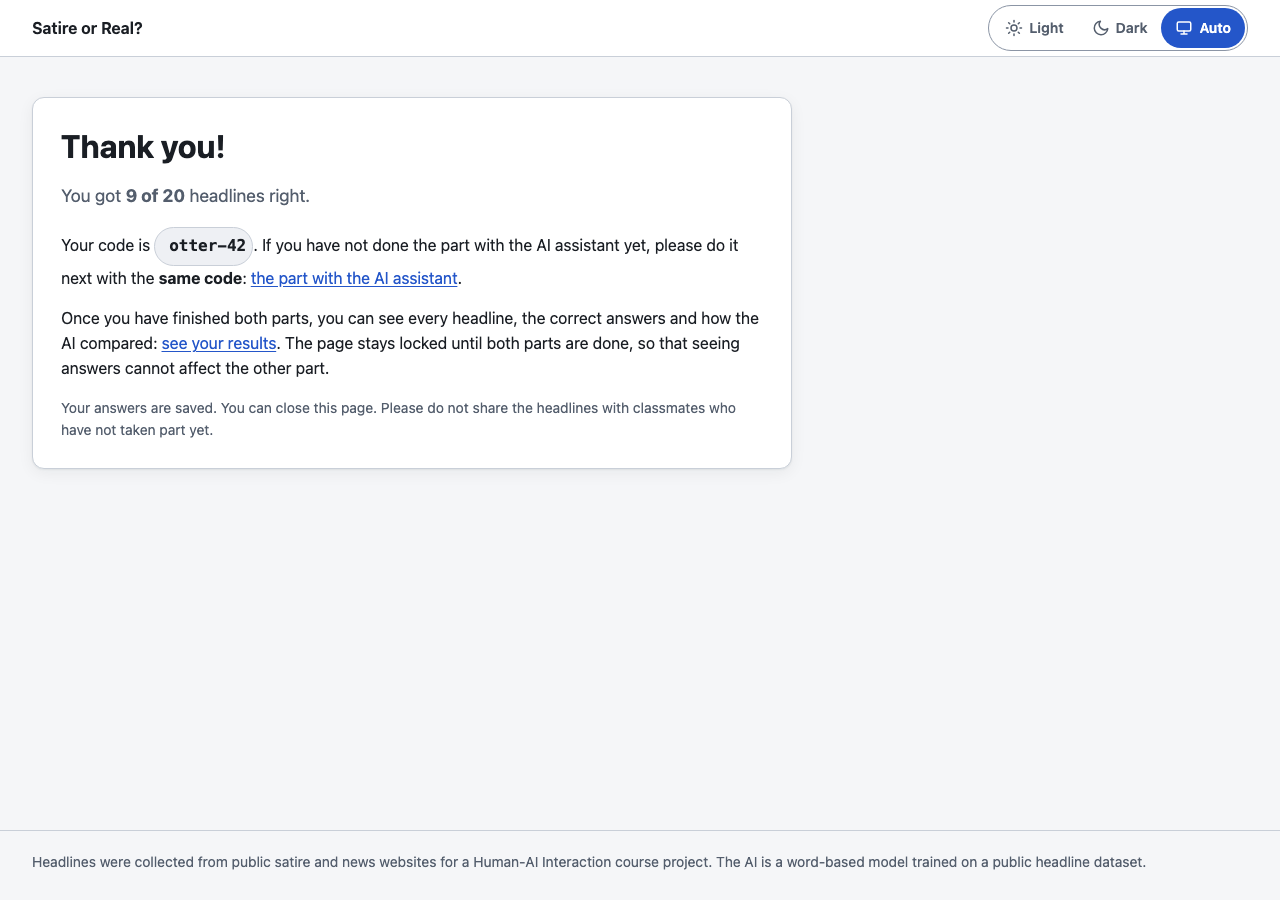 Satire or Real?
Light
Dark
Auto
Thank you!
You got 9 of 20 headlines right.
Your code is otter-42. If you have not done the part with the AI assistant yet, please do it
next with the same code: the part with the AI assistant.
Once you have finished both parts, you can see every headline, the correct answers and how the
AI compared: see your results. The page stays locked until both parts are done, so that seeing
answers cannot affect the other part.
Your answers are saved. You can close this page. Please do not share the headlines with classmates who
have not taken part yet.
Headlines were collected from public satire and news websites for a Human-AI Interaction course project. The AI is a word-based model trained on a public headline dataset.